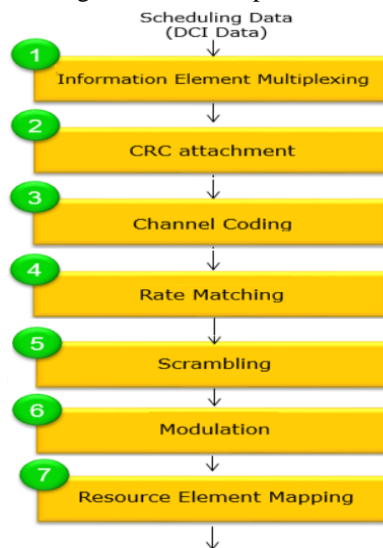 Scheduling Data
(DCI Data)
1
Information Element Multiplexing
2
CRC attachment
3
Channel Coding
4
Rate Matching
5
Scrambling
6
Modulation
7
Resource Element Mapping